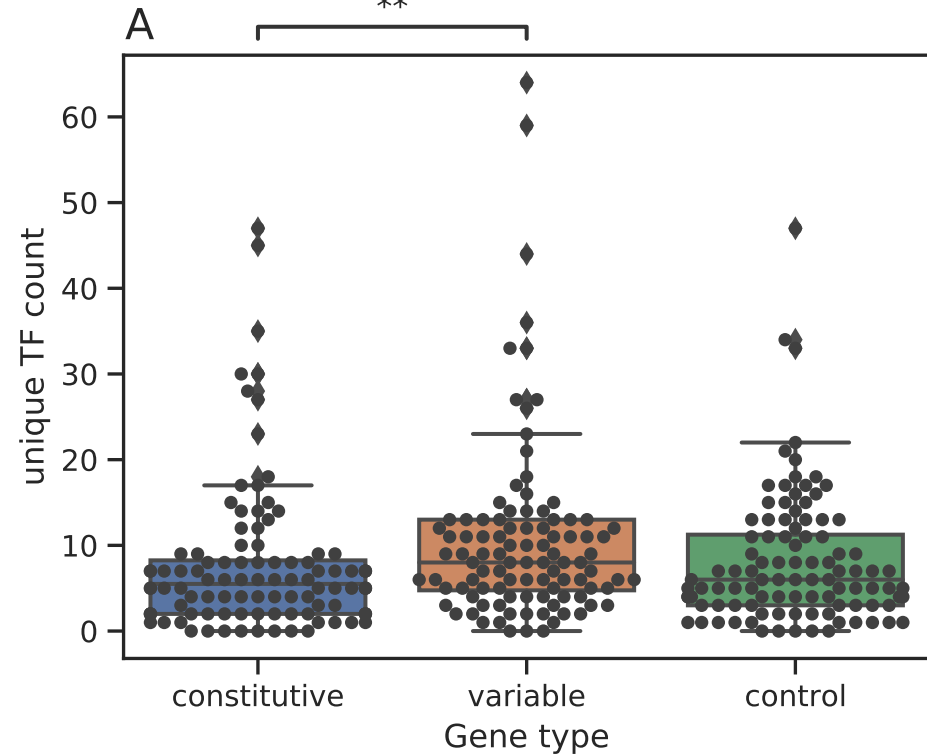 **
A
60
50
40
30
20
10
0
unique TF count
constitutive
variable
control
Gene type